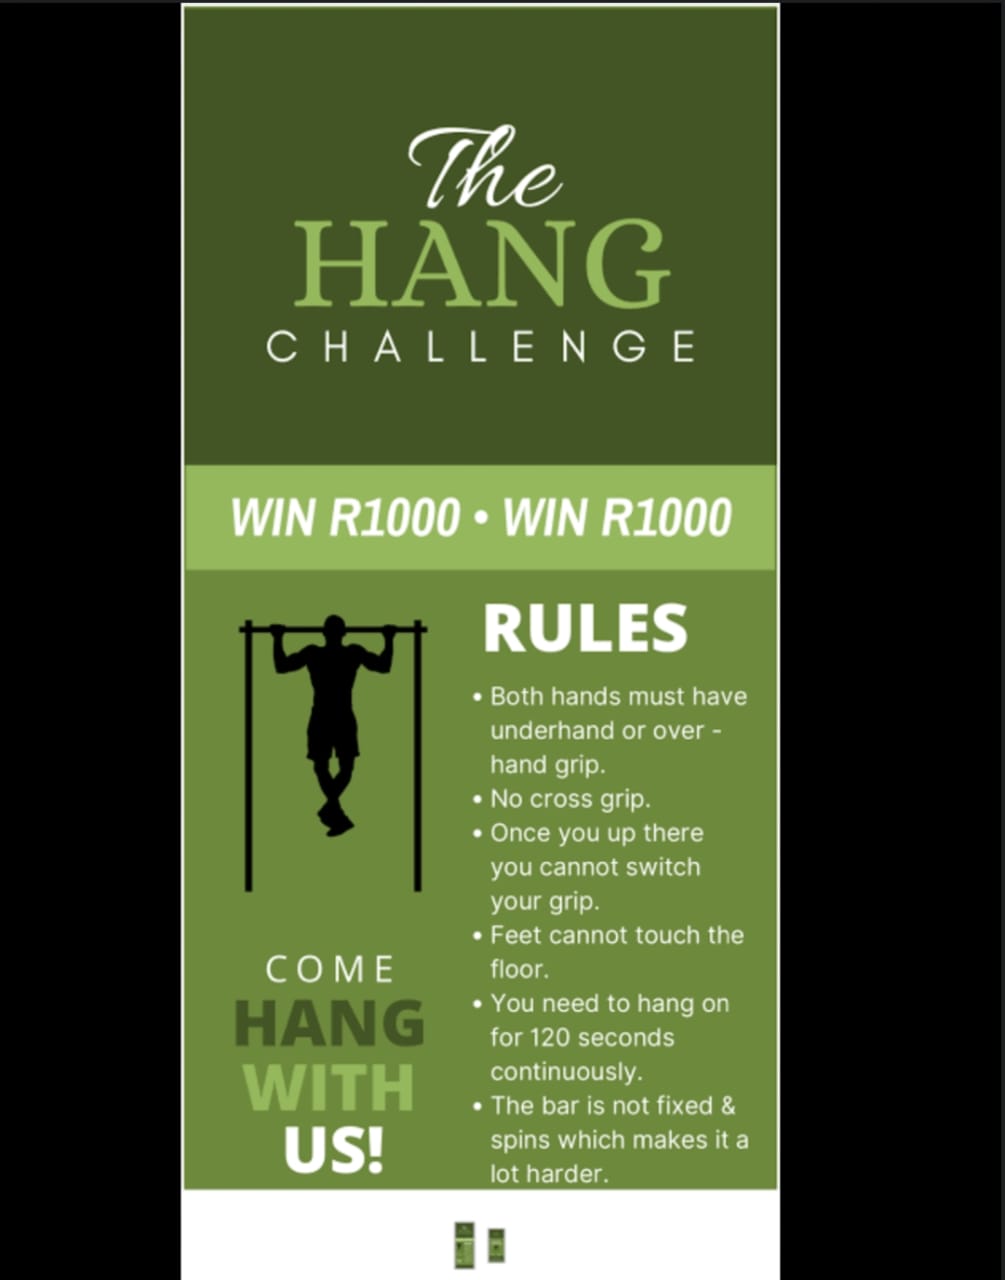 The
HANG
CHALLENGE
WIN R1000 • WIN R1000
RULES
• Both hands must have
underhand or over -
hand grip.
• No cross grip.
• Once you up there
you cannot switch
your grip.
• Feet cannot touch the
floor.
• You need to hang on
for 120 seconds
continuously.
• The bar is not fixed &
spins which makes it a
lot harder.
COME
HANG
WITH
US!